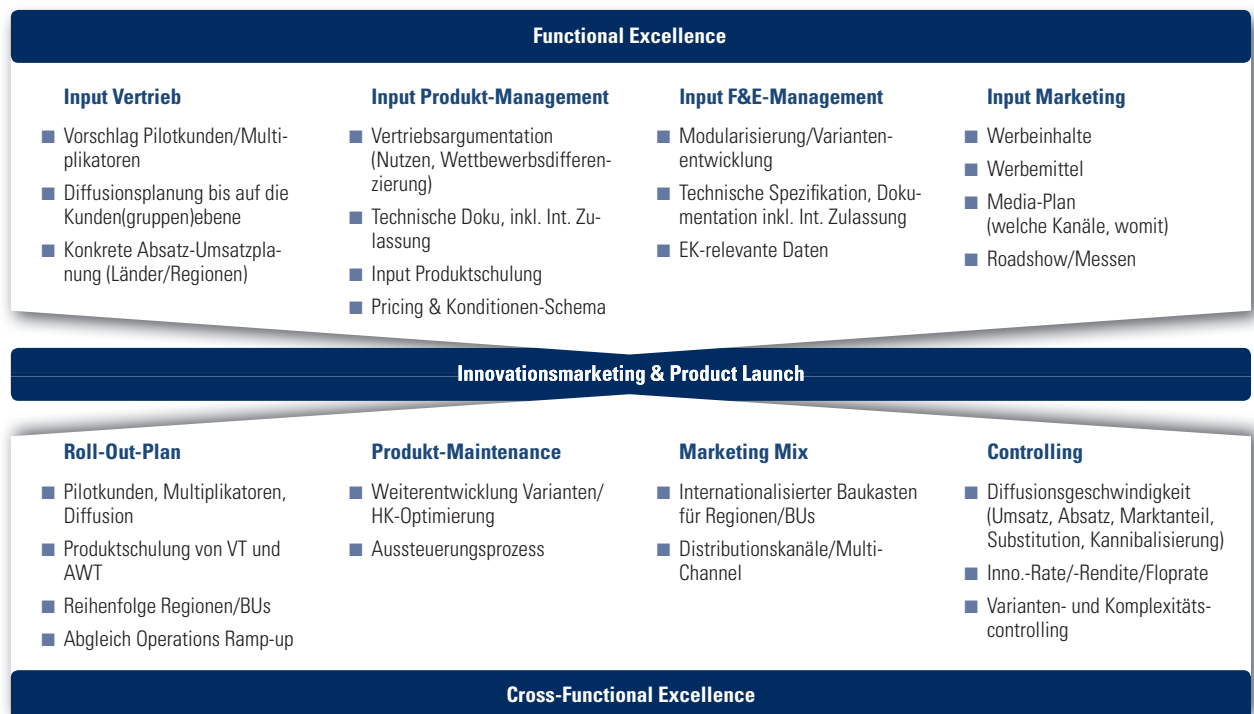 Functional Excellence
Input Vertrieb
■ Vorschlag Pilotkunden/Multi-
plikatoren
■ Diffusionsplanung bis auf die
Kunden(gruppen)ebene
■ Konkrete Absatz-Umsatzpla-
nung (Länder/Regionen)
Input Produkt-Management
■ Vertriebsargumentation
(Nutzen, Wettbewerbsdifferen-
zierung)
■ Technische Doku, inkl. Int. Zu-
lassung
■ Input Produktschulung
■ Pricing & Konditionen-Schema
Input F&E-Management
■ Modularisierung/Varianten-
entwicklung
■ Technische Spezifikation, Doku-
mentation inkl. Int. Zulassung
■ EK-relevante Daten
Input Marketing
■ Werbeinhalte
■ Werbemittel
■ Media-Plan
(welche Kanäle, womit)
■ Roadshow/Messen
Innovationsmarketing & Product Launch
Roll-Out-Plan
■ Pilotkunden, Multiplikatoren,
Diffusion
■ Produktschulung von VT und
AWT
■ Reihenfolge Regionen/BUs
■ Abgleich Operations Ramp-up
Produkt-Maintenance
■ Weiterentwicklung Varianten/
HK-Optimierung
■ Aussteuerungsprozess
Marketing Mix
■ Internationalisierter Baukasten
für Regionen/BUs
■ Distributionskanäle/Multi-
Channel
Controlling
■ Diffusionsgeschwindigkeit
(Umsatz, Absatz, Marktanteil,
Substitution, Kannibalisierung)
■ Inno.-Rate/-Rendite/Floprate
■ Varianten- und Komplexitäts-
controlling
Cross-Functional Excellence